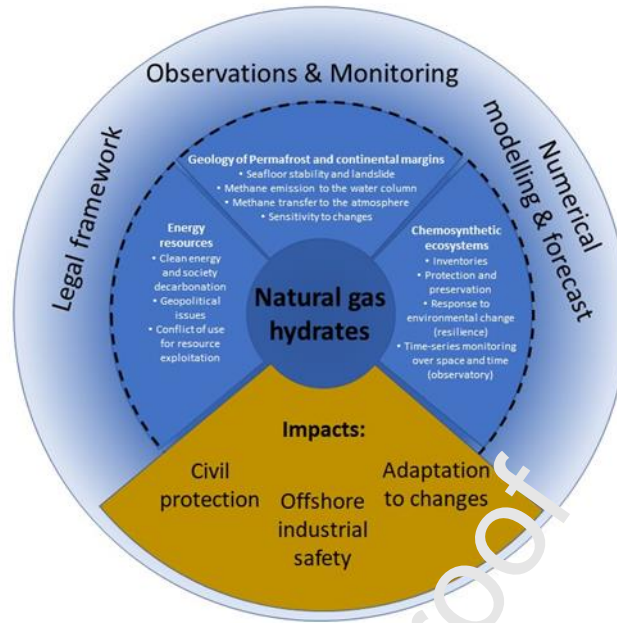 Observations & Monitoring
Legal framework
Numerical
modelling & forecast
Geology of Permafrost and continental margins
• Seafloor stability and landslide
• Methane emission to the water column
• Methane transfer to the atmosphere
• Sensitivity to changes
Energy
resources
• Clean energy
and society
decarbonation
• Geopolitical
issues
• Conflict of use
for resource
exploitation
Natural gas
hydrates
Chemosynthetic
ecosystems
• Inventories
• Protection and
preservation
• Response to
environmental change
(resilience)
• Time-series monitoring
over space and time
(observatory)
Impacts:
Civil
protection
Offshore
industrial
safety
Adaptation
to changes
roof